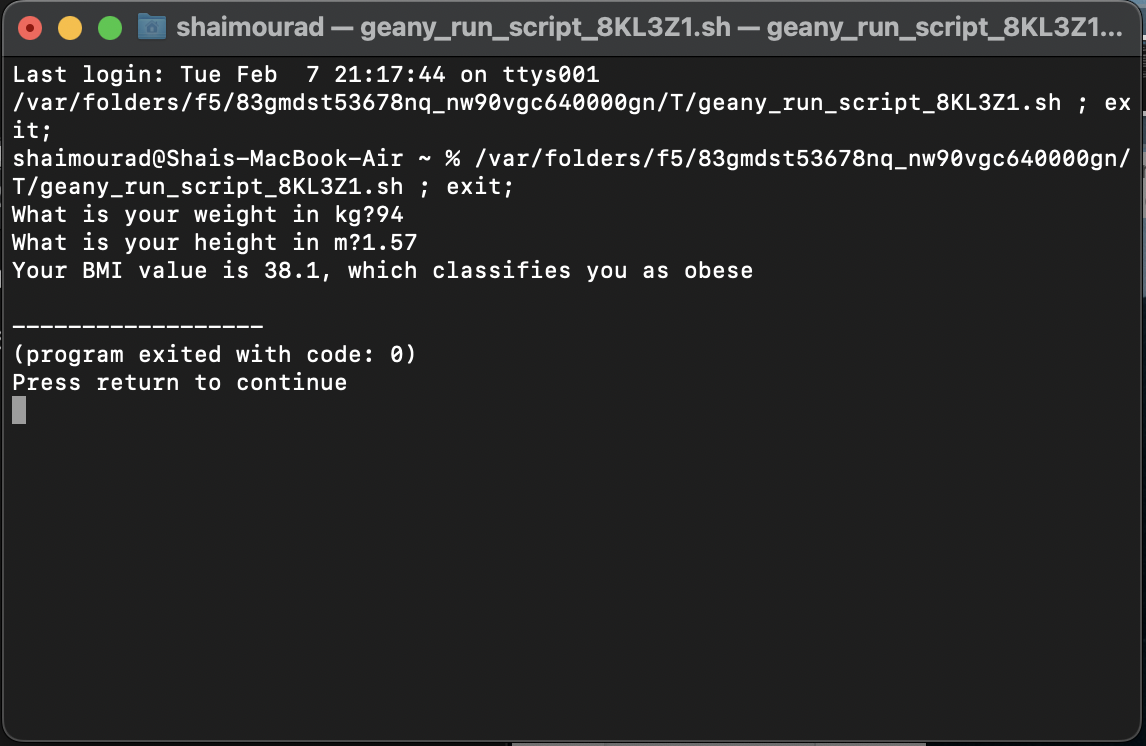 shaimourad — geany_run_script_8KL3Z1.sh — geany_run_script_8KL3Z1...
Last login: Tue Feb  7 21:17:44 on ttys001
/var/folders/f5/83gmdst53678nq_nw90vgc640000gn/T/geany_run_script_8KL3Z1.sh ; ex
it;
shaimourad@Shais-MacBook-Air ~ % /var/folders/f5/83gmdst53678nq_nw90vgc640000gn/
T/geany_run_script_8KL3Z1.sh ; exit;
What is your weight in kg?94
What is your height in m?1.57
Your BMI value is 38.1, which classifies you as obese
------------------
(program exited with code: 0)
Press return to continue